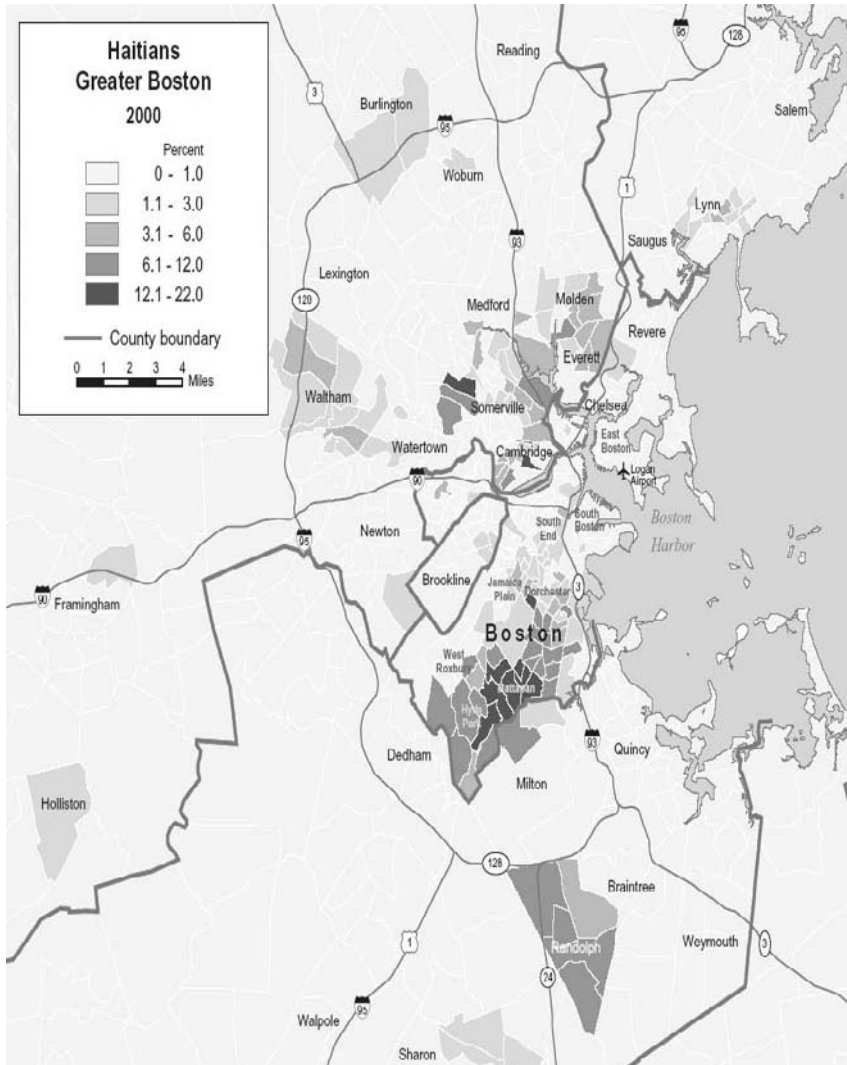 Haitians
Greater Boston
2000
Percent
0 - 1.0
1.1 - 3.0
3.1 - 6.0
6.1 - 12.0
12.1 - 22.0
County boundary
0 1 2 3 4
Miles
95
128
Reading
3
Burlington
Salem
95
Woburn
1
Lynn
93
Saugus
Lexington
120
Medford
Malden
Revere
Everett
Waltham
Somerville
Chelsea
Watertown
Cambridge
East
Boston
Logan
Airport
90
South
Boston
Boston
Harbor
South
End
Newton
95
Brookline
Jamaica
Plain
Dorchester
3
90
Framingham
Boston
West
Roxbury
Mattapan
Hyde
Park
Dedham
93
Quincy
Milton
Holliston
128
Braintree
1
Randolph
Weymouth
3
24
95
Walpole
Sharon